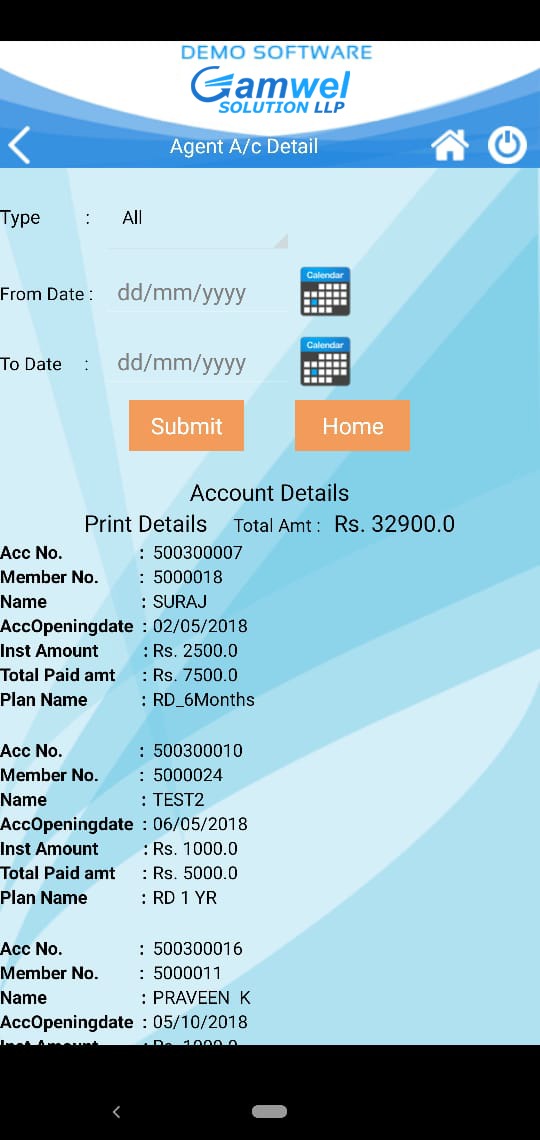 DEMO SOFTWARE
Gamwel
SOLUTION LLP
Agent A/c Detail
Type : All
From Date : dd/mm/yyyy Calendar
To Date : dd/mm/yyyy Calendar
Submit Home
Account Details
Print Details Total Amt : Rs. 32900.0
Acc No. : 500300007
Member No. : 5000018
Name : SURAJ
AccOpeningdate : 02/05/2018
Inst Amount : Rs. 2500.0
Total Paid amt : Rs. 7500.0
Plan Name : RD_6Months
Acc No. : 500300010
Member No. : 5000024
Name : TEST2
AccOpeningdate : 06/05/2018
Inst Amount : Rs. 1000.0
Total Paid amt : Rs. 5000.0
Plan Name : RD 1 YR
Acc No. : 500300016
Member No. : 5000011
Name : PRAVEEN K
AccOpeningdate : 05/10/2018
Inst Amount : Rs. 1000.0